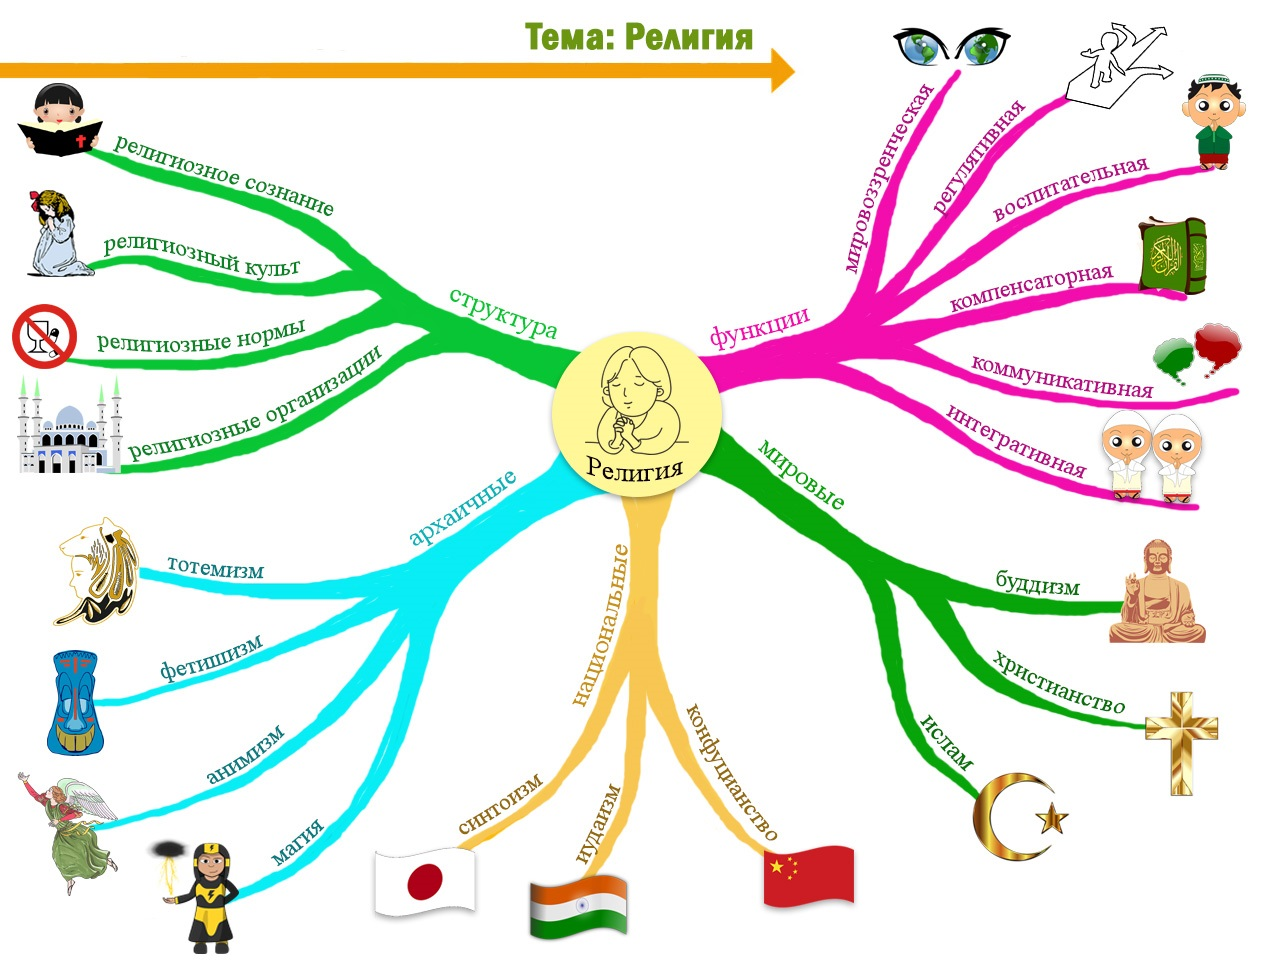 Тема: Религия
религиозное сознание
религиозный культ
религиозные нормы
религиозные организации
структура
функции
мировоззренческая
регулятивная
воспитательная
компенсаторная
коммуникативная
интегративная
Религия
архаичные
тотемизм
фетишизм
анимизм
магия
национальные
синтоизм
иудаизм
конфуцианство
мировые
буддизм
христианство
ислам